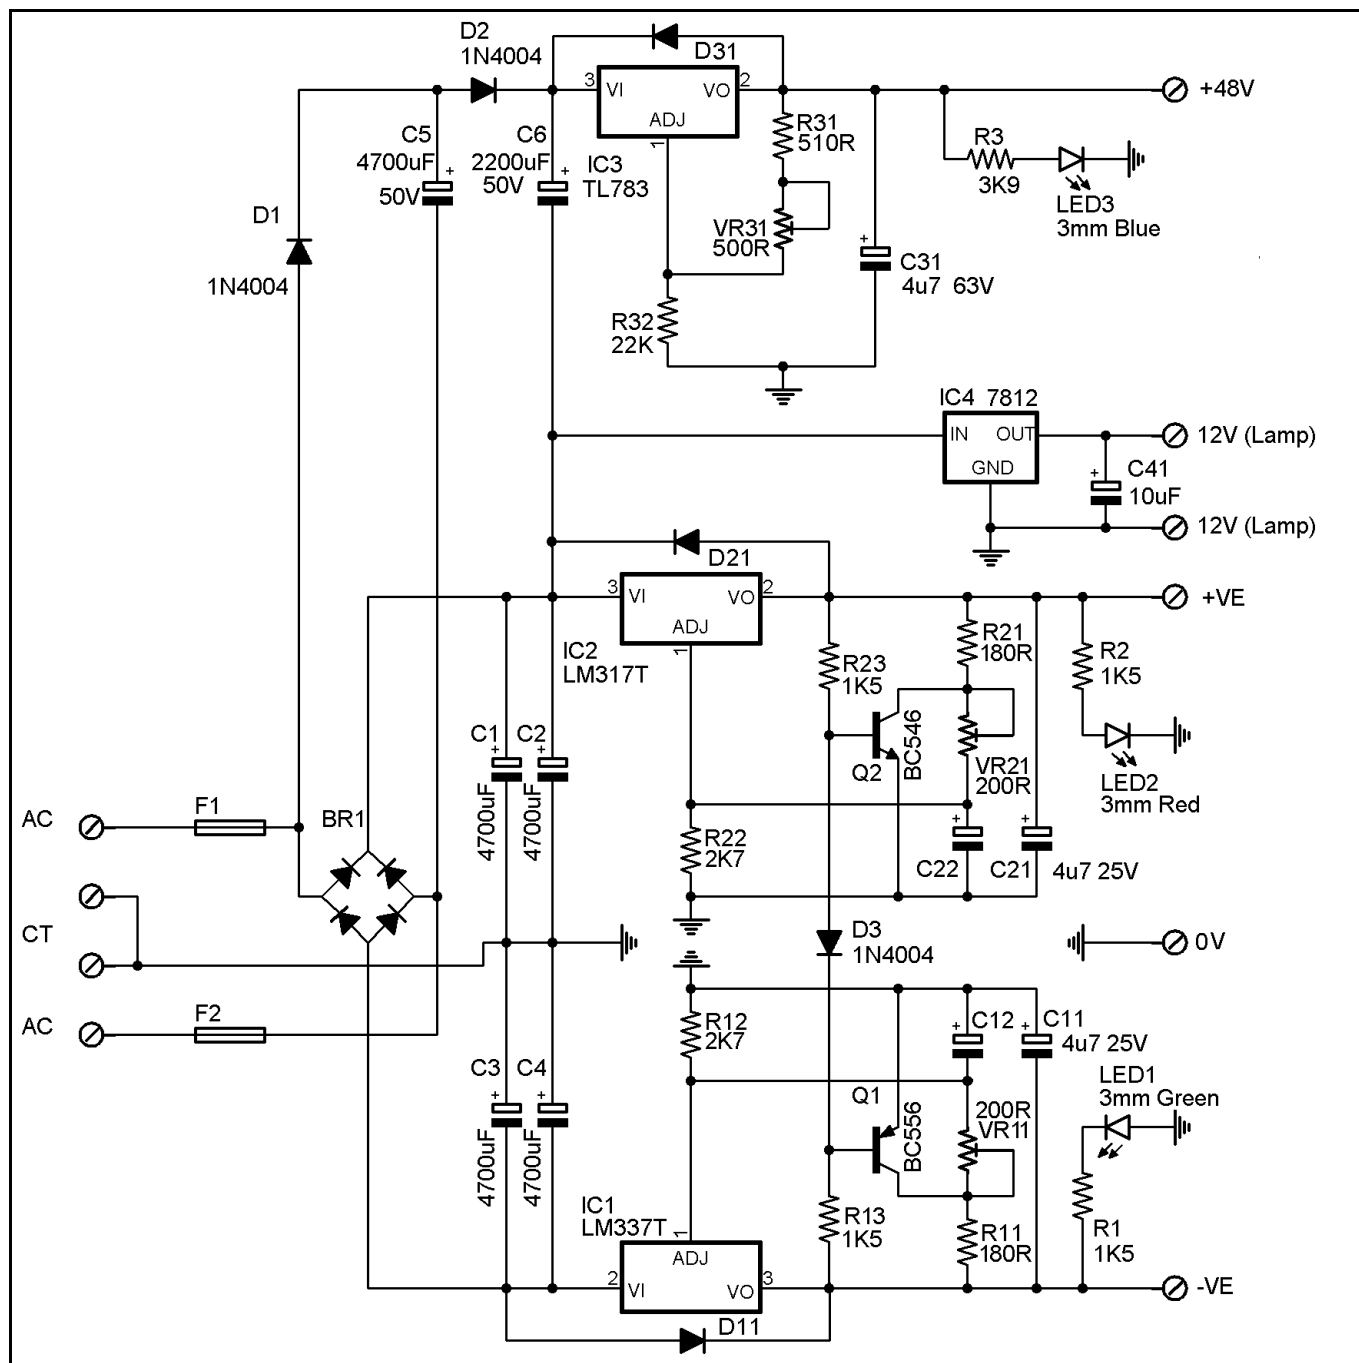 D2
1N4004
D31
3
VI
VO
2
ADJ
1
+48V
C5
4700uF
50V
+
C6
2200uF
50V
+
IC3
TL783
R31
510R
VR31
500R
R3
3K9
LED3
3mm Blue
D1
1N4004
+
C31
4u7 63V
R32
22K
IC4 7812
IN
OUT
GND
12V (Lamp)
+
C41
10uF
12V (Lamp)
D21
3
VI
VO
2
ADJ
1
IC2
LM317T
+VE
R23
1K5
R21
180R
R2
1K5
C1
+
4700uF
C2
+
4700uF
Q2
BC546
VR21
200R
LED2
3mm Red
AC
F1
BR1
R22
2K7
+
C22
+
C21
4u7 25V
CT
D3
1N4004
0V
AC
F2
R12
2K7
+
C12
+
C11
4u7 25V
C3
+
4700uF
C4
+
4700uF
Q1
BC556
200R
VR11
LED1
3mm Green
IC1
LM337T
1
ADJ
2
VI
VO
3
R13
1K5
R11
180R
R1
1K5
-VE
D11